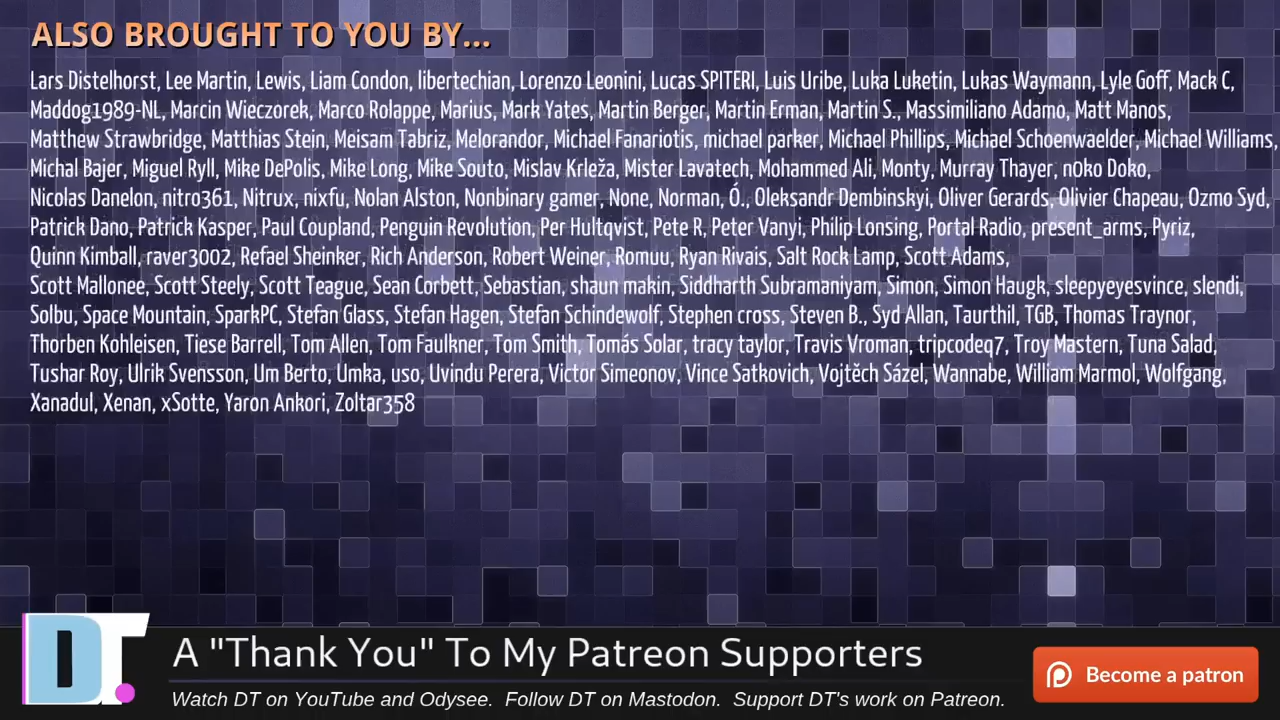 ALSO BROUGHT TO YOU BY...
Lars Distelhorst, Lee Martin, Lewis, Liam Condon, libertechian, Lorenzo Leonini, Lucas SPITERI, Luis Uribe, Luka Luketin, Lukas Waymann, Lyle Goff, Mack C,
Maddog1989-NL, Marcin Wieczorek, Marco Rolappe, Marius, Mark Yates, Martin Berger, Martin Erman, Martin S., Massimiliano Adamo, Matt Manos,
Matthew Strawbridge, Matthias Stein, Meisam Tabriz, Melorandor, Michael Fanariotis, michael parker, Michael Phillips, Michael Schoenwaelder, Michael Williams,
Michal Bajer, Miguel Ryll, Mike DePolis, Mike Long, Mike Souto, Mislav Krleža, Mister Lavatech, Mohammed Ali, Monty, Murray Thayer, n0ko Doko,
Nicolas Danelon, nitro361, Nitrux, nixfu, Nolan Alston, Nonbinary gamer, None, Norman, Ó., Oleksandr Dembinskyi, Oliver Gerards, Olivier Chapeau, Ozmo Syd,
Patrick Dano, Patrick Kasper, Paul Coupland, Penguin Revolution, Per Hultqvist, Pete R, Peter Vanyi, Philip Lonsing, Portal Radio, present_arms, Pyriz,
Quinn Kimball, raver3002, Refael Sheinker, Rich Anderson, Robert Weiner, Romuu, Ryan Rivais, Salt Rock Lamp, Scott Adams,
Scott Mallonee, Scott Steely, Scott Teague, Sean Corbett, Sebastian, shaun makin, Siddharth Subramaniyam, Simon, Simon Haugk, sleepyeyesvince, slendi,
Solbu, Space Mountain, SparkPC, Stefan Glass, Stefan Hagen, Stefan Schindewolf, Stephen cross, Steven B., Syd Allan, Taurthil, TGB, Thomas Traynor,
Thorben Kohleisen, Tiese Barrell, Tom Allen, Tom Faulkner, Tom Smith, Tomás Solar, tracy taylor, Travis Vroman, tripcodeq7, Troy Mastern, Tuna Salad,
Tushar Roy, Ulrik Svensson, Um Berto, Umka, uso, Uvindu Perera, Victor Simeonov, Vince Satkovich, Vojtěch Sázel, Wannabe, William Marmol, Wolfgang,
Xanadul, Xenan, xSotte, Yaron Ankori, Zoltar358
DT
A "Thank You" To My Patreon Supporters
Watch DT on YouTube and Odysee. Follow DT on Mastodon. Support DT's work on Patreon.
Become a patron